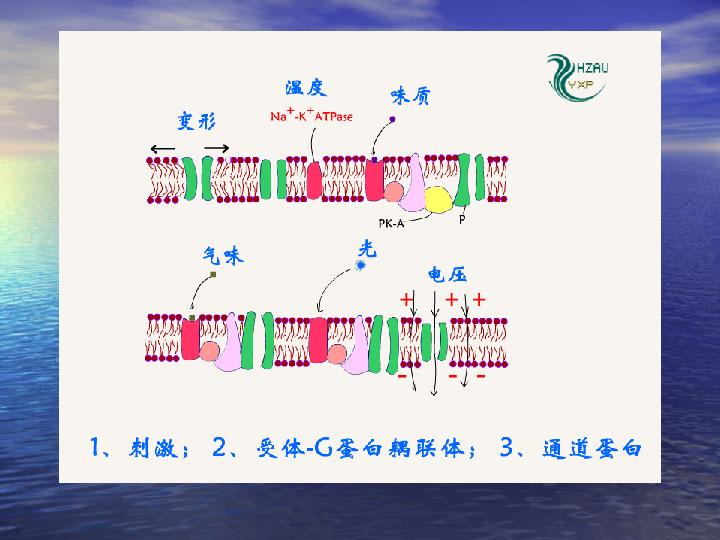 HZAU
YXP
温度
味质
Na+-K+ATPase
变形
PK-A
P
气味
光
电压
+ + +
- - -
1、刺激； 2、受体-G蛋白耦联体； 3、通道蛋白